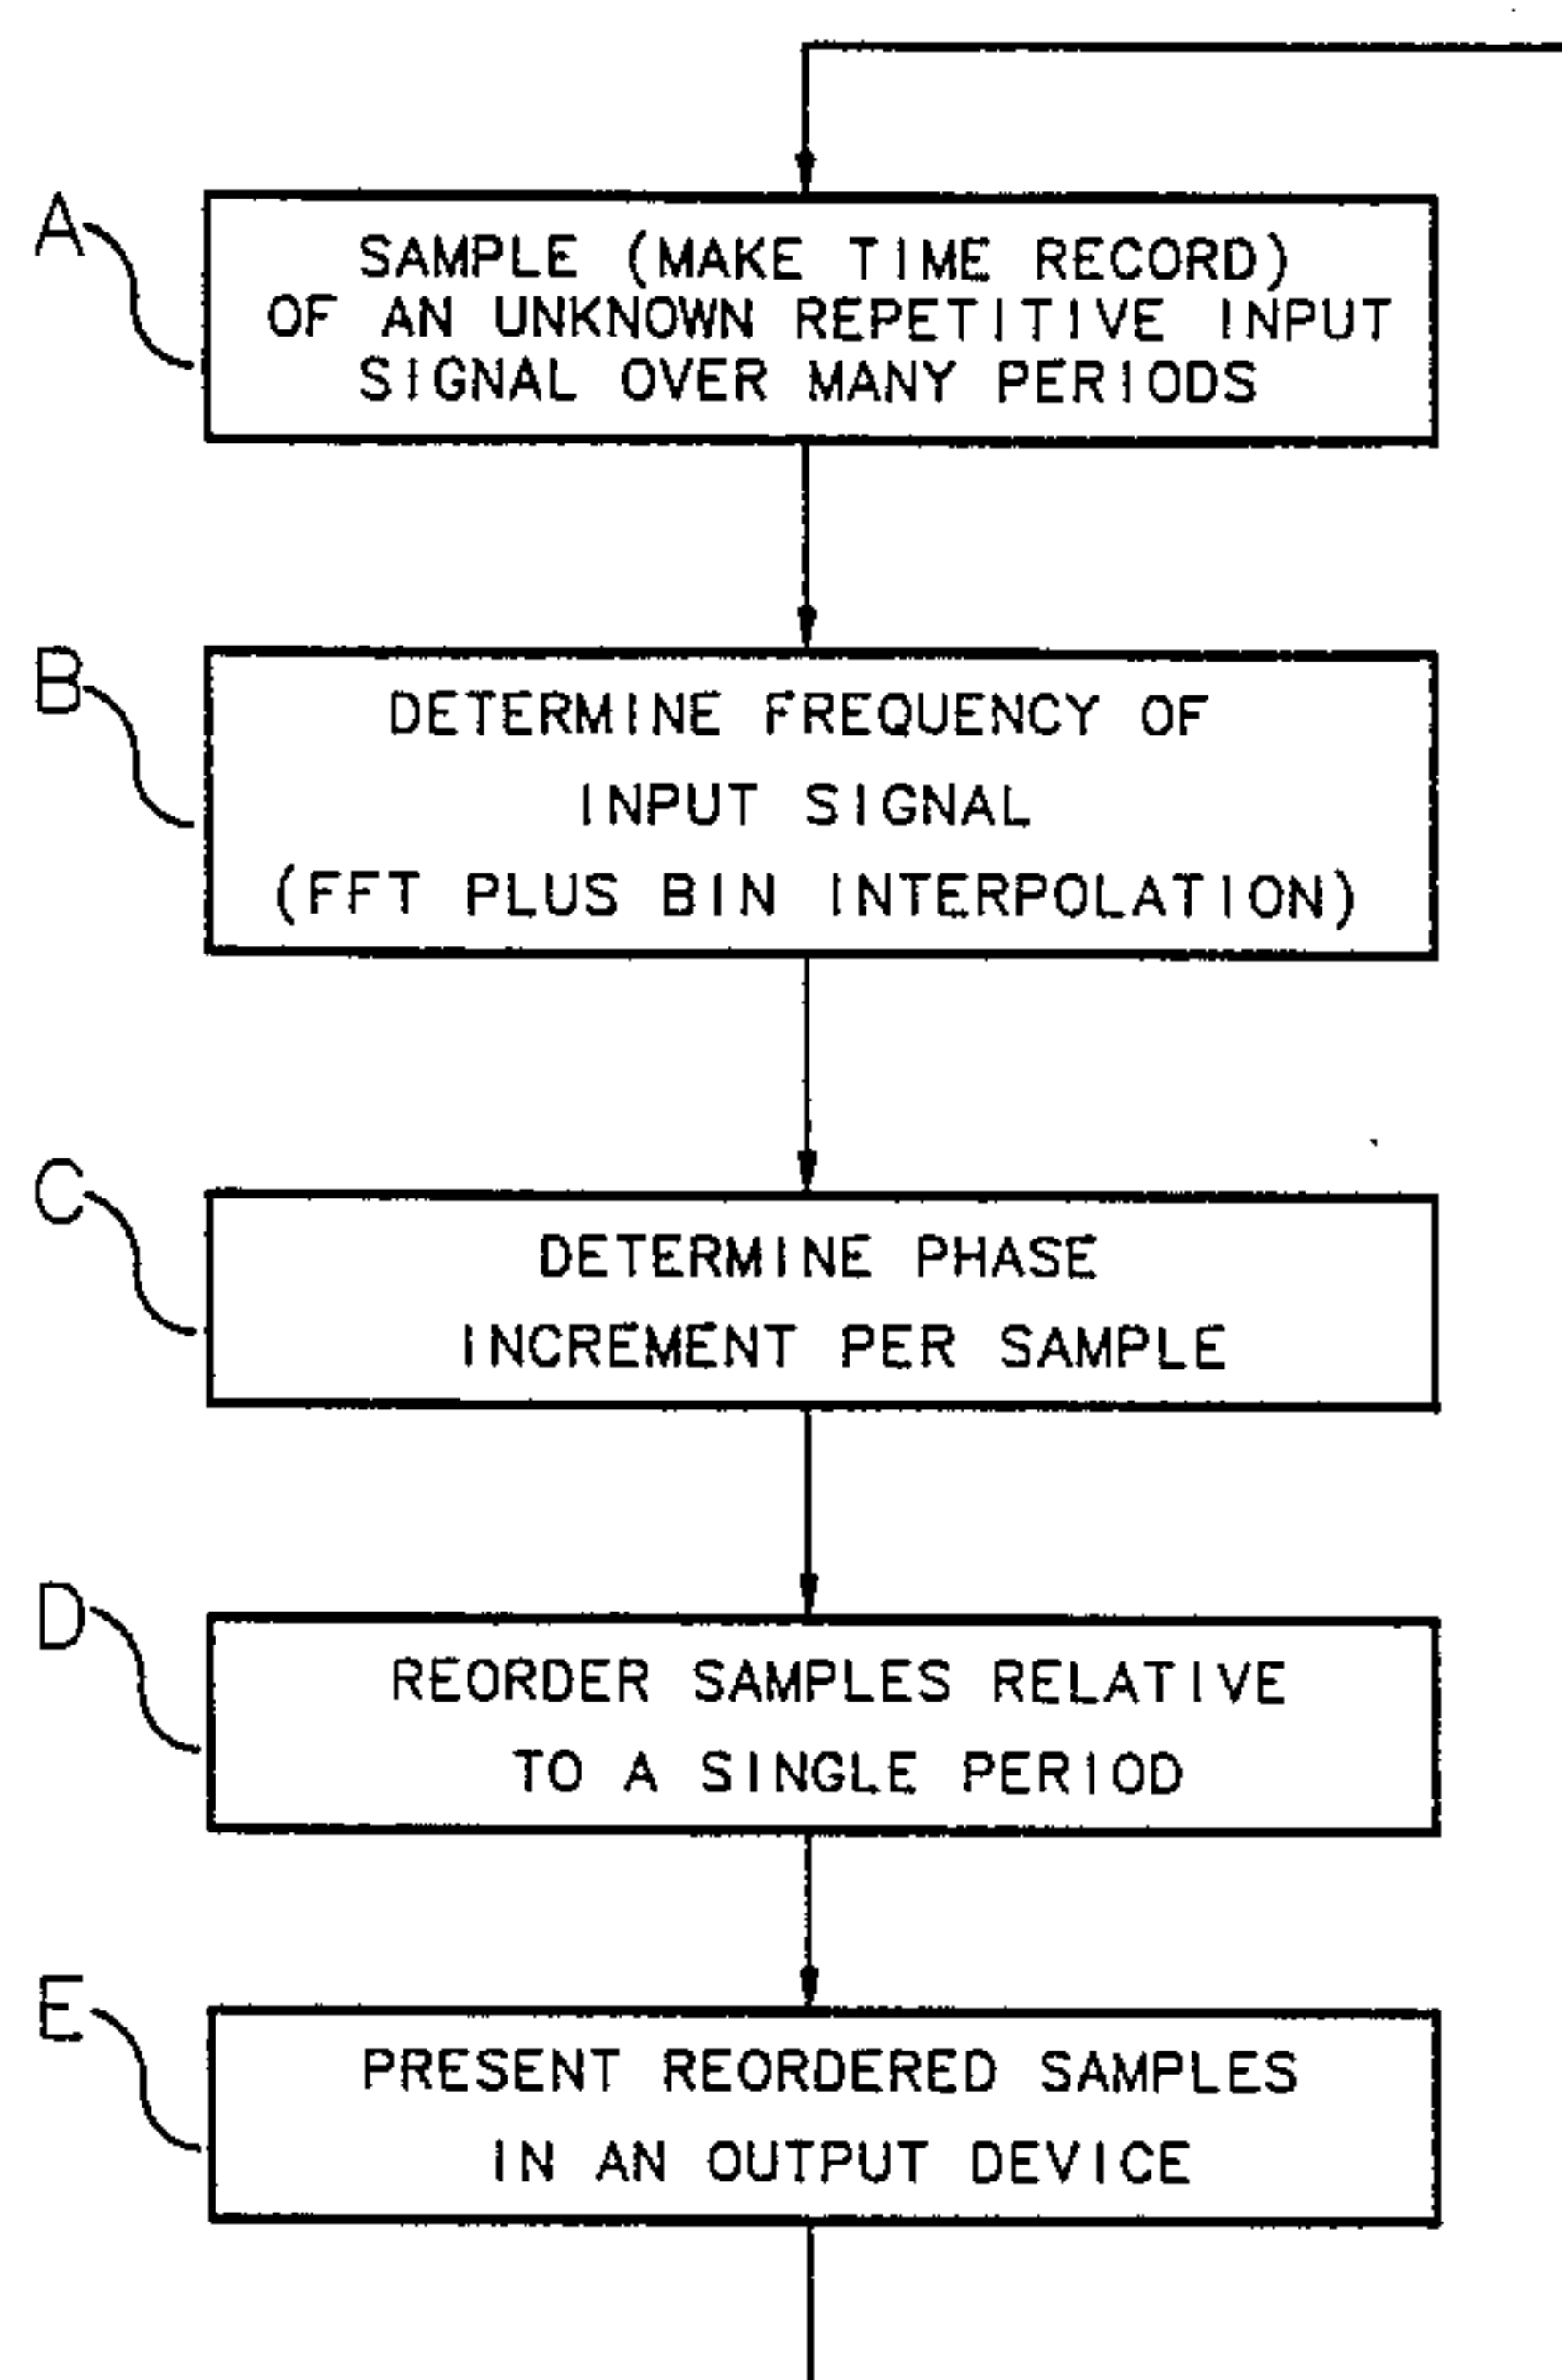 A
SAMPLE (MAKE TIME RECORD)
OF AN UNKNOWN REPETITIVE INPUT
SIGNAL OVER MANY PERIODS
B
DETERMINE FREQUENCY OF
INPUT SIGNAL
(FFT PLUS BIN INTERPOLATION)
C
DETERMINE PHASE
INCREMENT PER SAMPLE
D
REORDER SAMPLES RELATIVE
TO A SINGLE PERIOD
E
PRESENT REORDERED SAMPLES
IN AN OUTPUT DEVICE